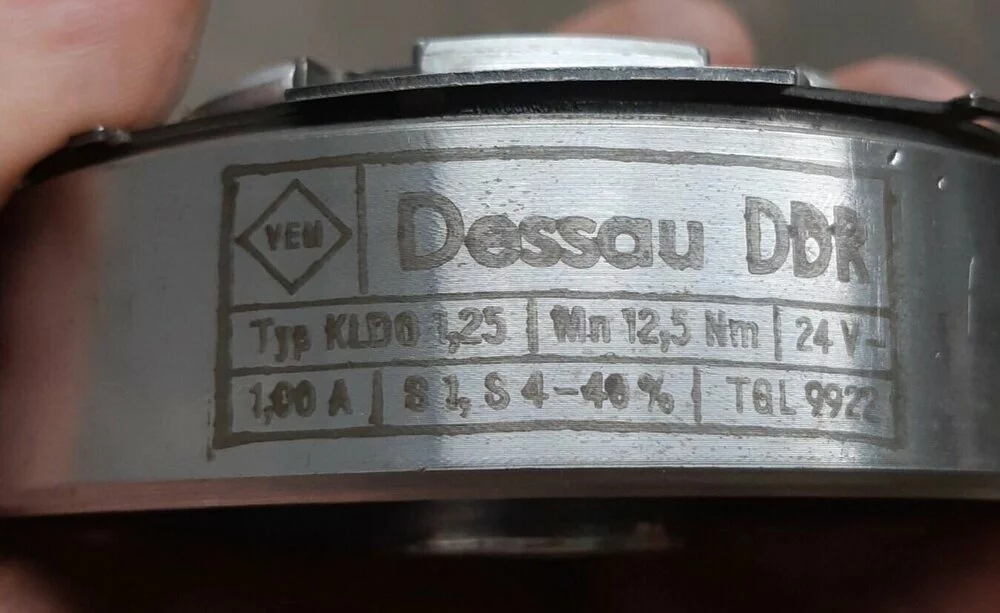 VEM Dessau DDR
Typ KLDO 1,25 Mn 12,5 Nm 24 V-
1,00 A S 1, S 4-40 % TGL 9922